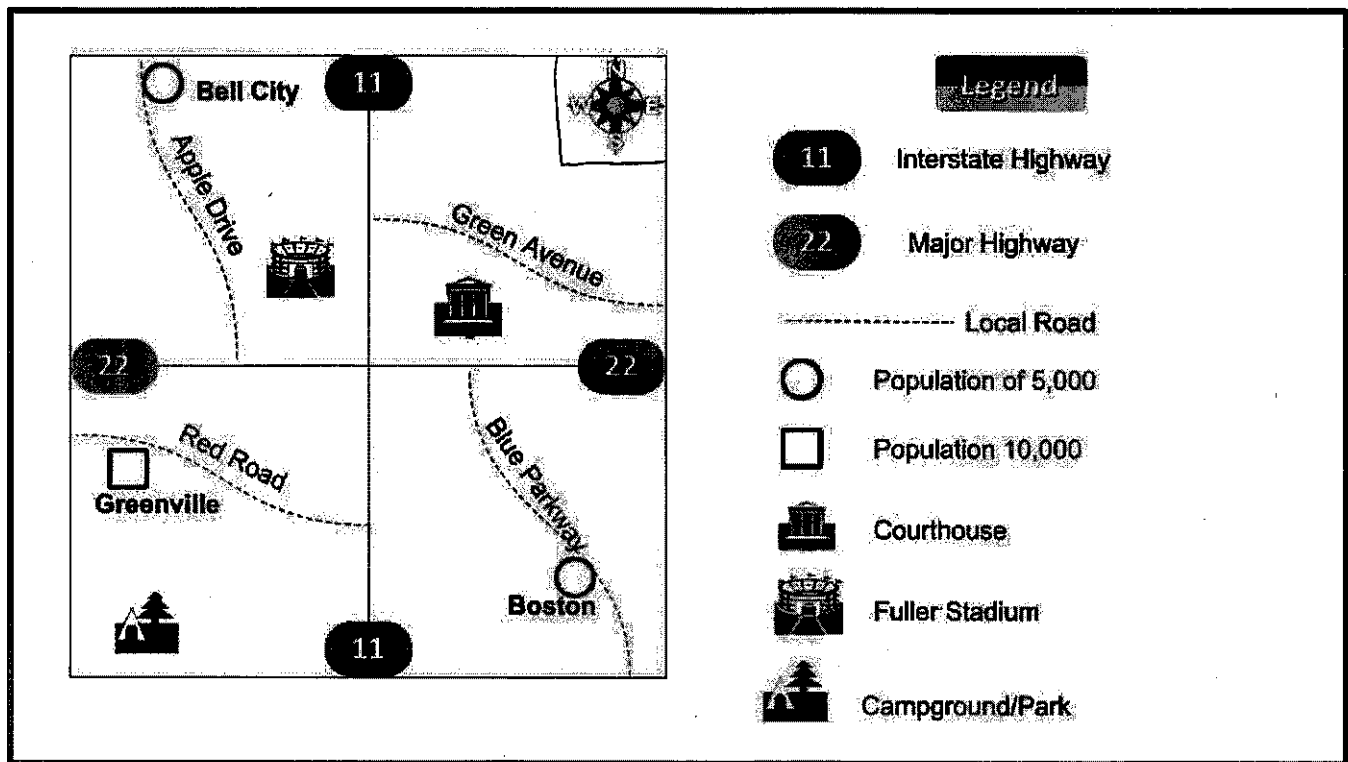 Bell City
11
N
W
E
S
Apple Drive
Green Avenue
22
22
Red Road
Greenville
Blue Parkway
Boston
11
Legend
11
Interstate Highway
22
Major Highway
Local Road
Population of 5,000
Population 10,000
Courthouse
Fuller Stadium
Campground/Park